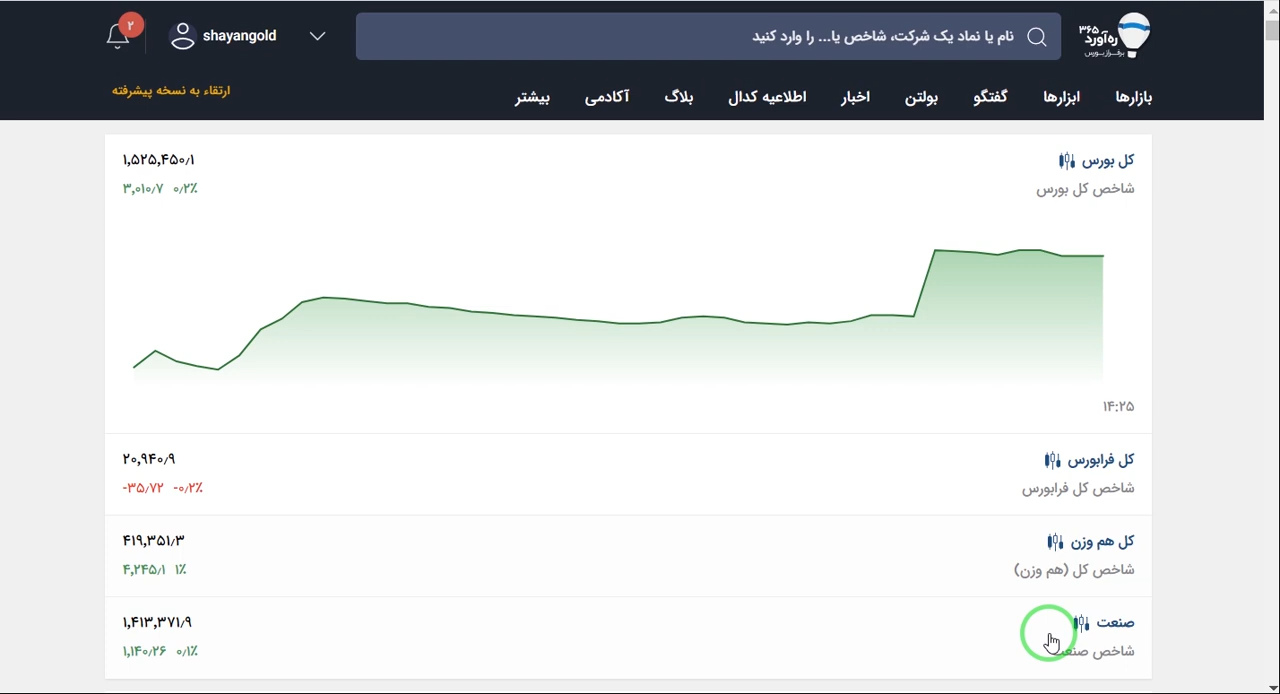 ره‌آورد ۳۶۵
برفراز بورس
نام یا نماد یک شرکت، شاخص یا... را وارد کنید
shayangold
۲
بازارها ابزارها گفتگو بولتن اخبار اطلاعیه کدال بلاگ آکادمی بیشتر
ارتقاء به نسخه پیشرفته
کل بورس ۱,۵۲۵,۴۵۰/۱
شاخص کل بورس ۳,۰۱۰/۷ ۰/۲٪
۱۴:۲۵
کل فرابورس ۲۰,۹۴۰/۹
شاخص کل فرابورس -۳۵/۷۲ -۰/۲٪
کل هم وزن ۴۱۹,۳۵۱/۳
شاخص کل (هم وزن) ۴,۲۴۵/۱ ۱٪
صنعت ۱,۴۱۳,۳۷۱/۹
شاخص صنعت ۱,۱۴۰/۲۶ ۰/۱٪